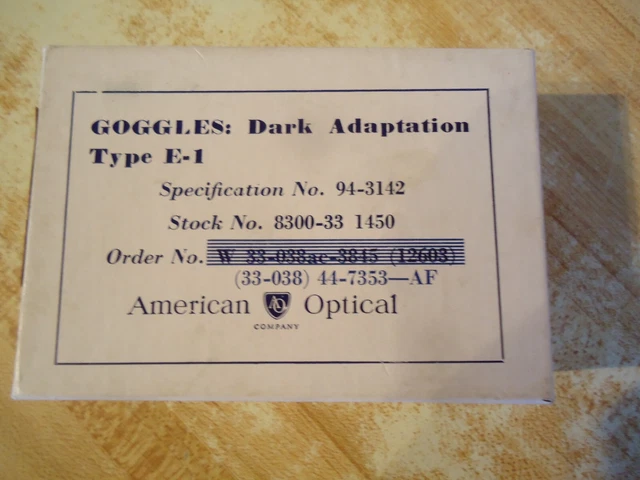 GOGGLES: Dark Adaptation
Type E-1
Specification No. 94-3142
Stock No. 8300-33 1450
Order No. W 33-038ac-3845 (12603)
(33-038) 44-7353—AF
American AO Optical
COMPANY